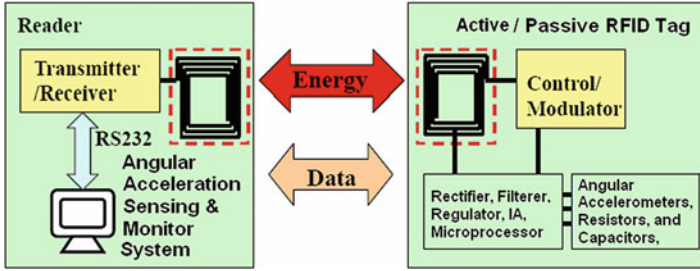 Reader
Transmitter
/Receiver
RS232
Angular
Acceleration
Sensing &
Monitor
System
Energy
Data
Active / Passive RFID Tag
Control/
Modulator
Rectifier, Filterer,
Regulator, IA,
Microprocessor
Angular
Accelerometers,
Resistors, and
Capacitors,